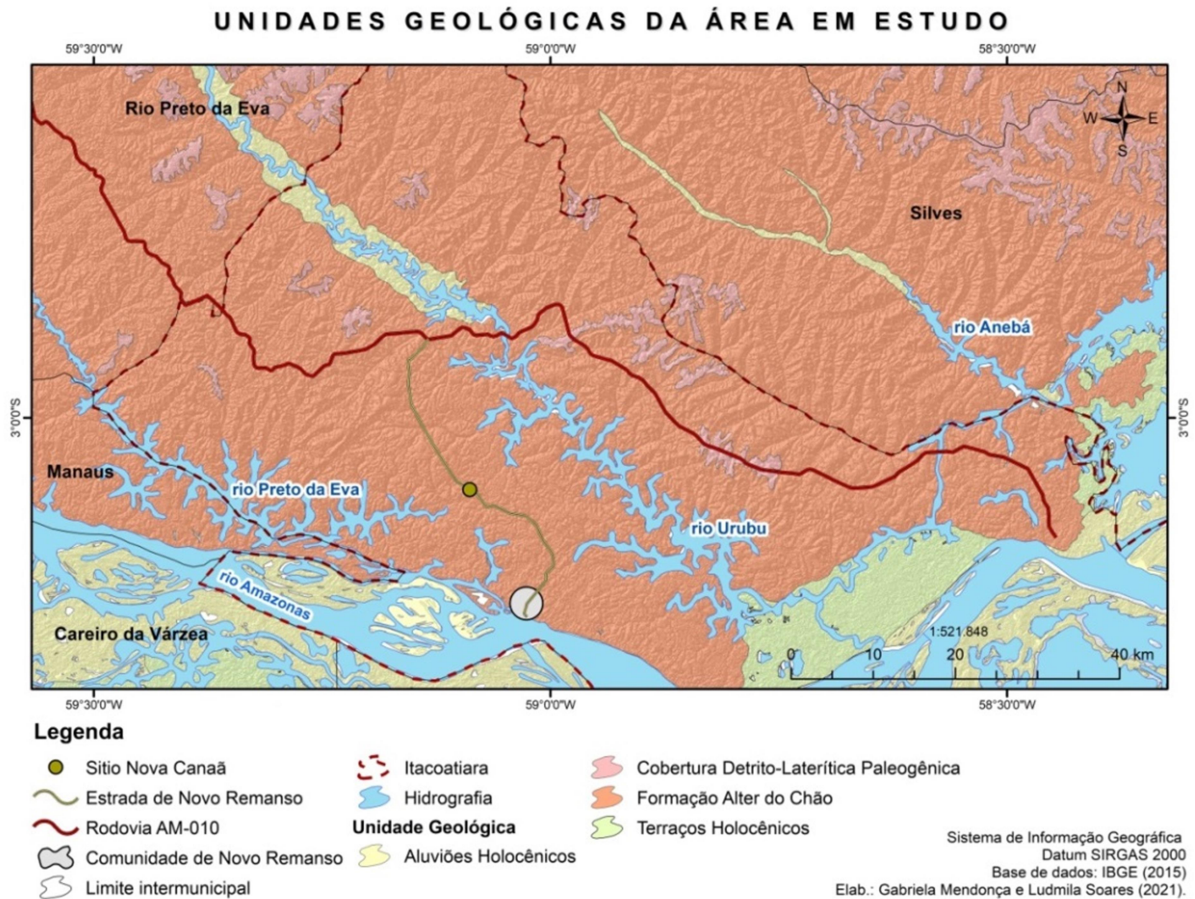 UNIDADES GEOLÓGICAS DA ÁREA EM ESTUDO
59°30'0"W 59°0'0"W 58°30'0"W
Rio Preto da Eva
N
W E
S
Silves
rio Anebá
3°0'0"S 3°0'0"S
Manaus
rio Preto da Eva
rio Urubu
rio Amazonas
Careiro da Várzea
1:521.848
0 10 20 40 km
59°30'0"W 59°0'0"W 58°30'0"W
Legenda
Sitio Nova Canaã
Estrada de Novo Remanso
Rodovia AM-010
Comunidade de Novo Remanso
Limite intermunicipal
Itacoatiara
Hidrografia
Unidade Geológica
Aluviões Holocênicos
Cobertura Detrito-Laterítica Paleogênica
Formação Alter do Chão
Terraços Holocênicos
Sistema de Informação Geográfica
Datum SIRGAS 2000
Base de dados: IBGE (2015)
Elab.: Gabriela Mendonça e Ludmila Soares (2021).